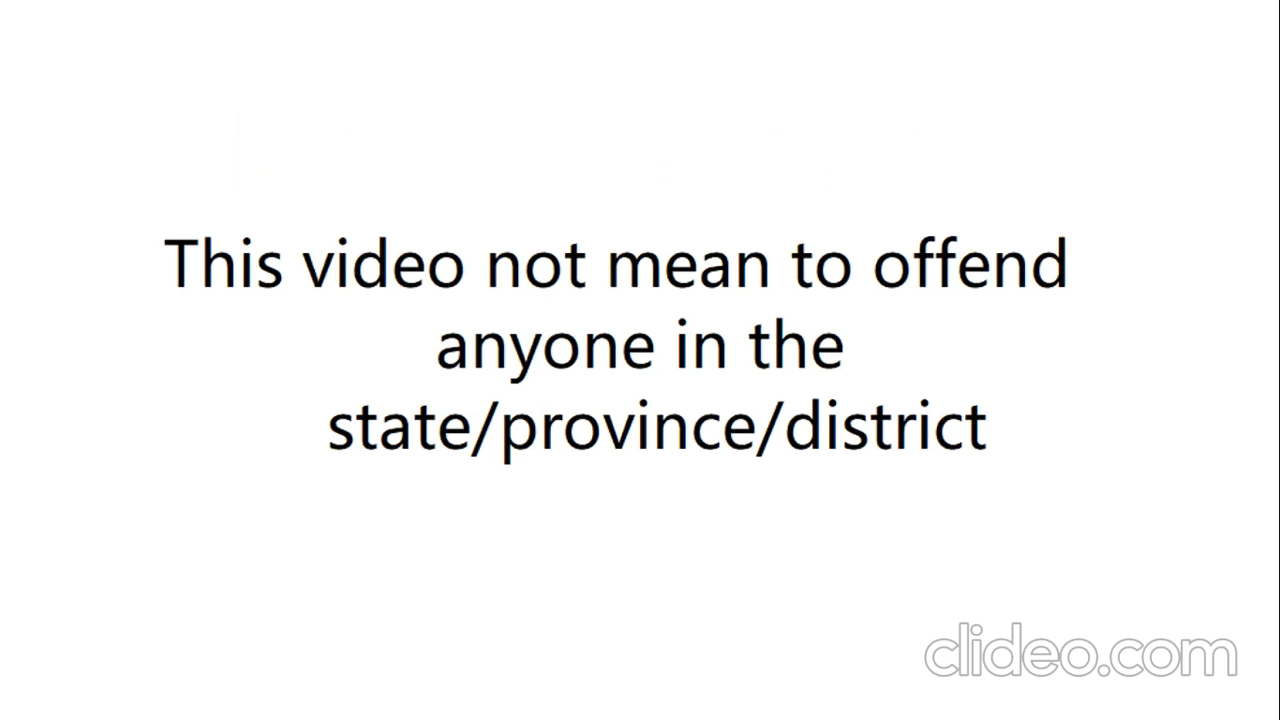 This video not mean to offend
anyone in the
state/province/district
clideo.com